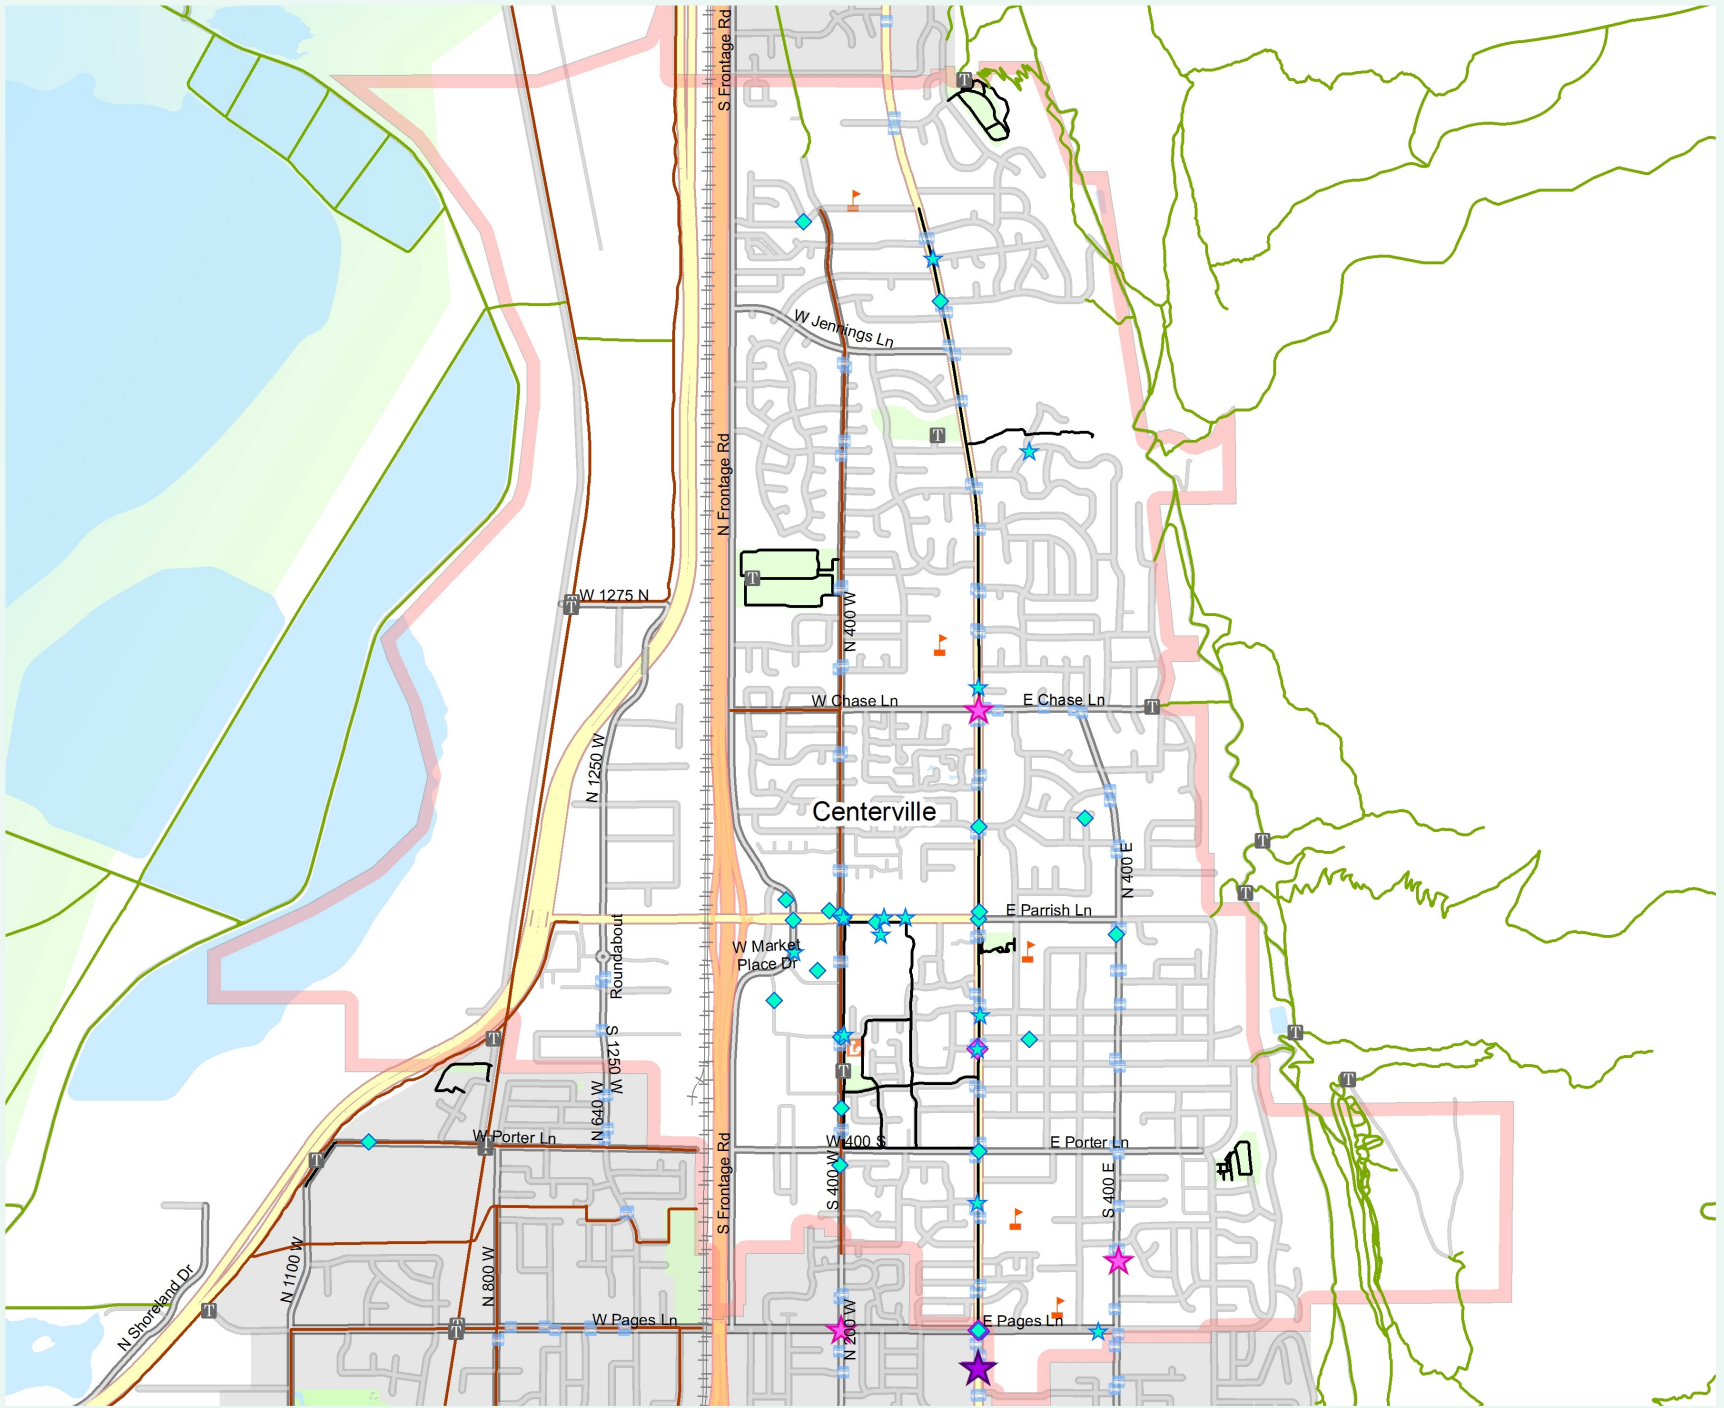 S Frontage Rd
T
W Jennings Ln
T
N Frontage Rd
T
W 1275 N
T
N 400 W
W Chase Ln
E Chase Ln
T
N 1250 W
Centerville
T
N 400 E
T
E Parrish Ln
Roundabout
W Market
Place Dr
T
T
S 1250 W
T
T
N 640 W
W Porter Ln
T
W 400 S
E Porter Ln
T
S Frontage Rd
S 400 W
S 400 E
N 1100 W
N 800 W
N Shoreland Dr
T
W Pages Ln
E Pages Ln
T
N 200 W